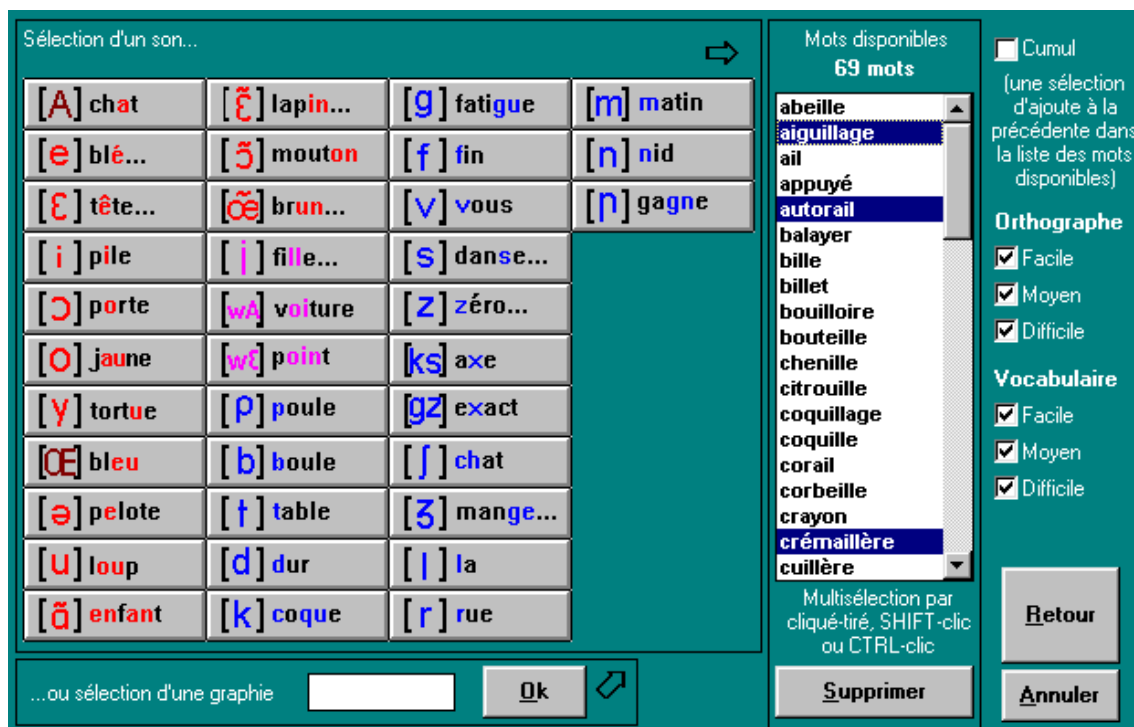 Sélection d'un son...
[A] chat
[ɛ̃] lapin...
[g] fatigue
[m] matin
[e] blé...
[ɔ̃] mouton
[f] fin
[n] nid
[ɛ] tête...
[œ̃] brun...
[v] vous
[ɲ] gagne
[i] pile
[j] fille...
[s] danse...
[ɔ] porte
[wA] voiture
[z] zéro...
[o] jaune
[wɛ̃] point
[ks] axe
[y] tortue
[p] poule
[gz] exact
[Œ] bleu
[b] boule
[ʃ] chat
[ə] pelote
[t] table
[ʒ] mange...
[u] loup
[d] dur
[l] la
[ɑ̃] enfant
[k] coque
[r] rue
...ou sélection d'une graphie
Ok
Mots disponibles
69 mots
abeille
aiguillage
ail
appuyé
autorail
balayer
bille
billet
bouilloire
bouteille
chenille
citrouille
coquillage
coquille
corail
corbeille
crayon
crémaillère
cuillère
Multisélection par
cliqué-tiré, SHIFT-clic
ou CTRL-clic
Supprimer
Cumul
(une sélection
d'ajoute à la
précédente dans
la liste des mots
disponibles)
Orthographe
Facile
Moyen
Difficile
Vocabulaire
Facile
Moyen
Difficile
Retour
Annuler